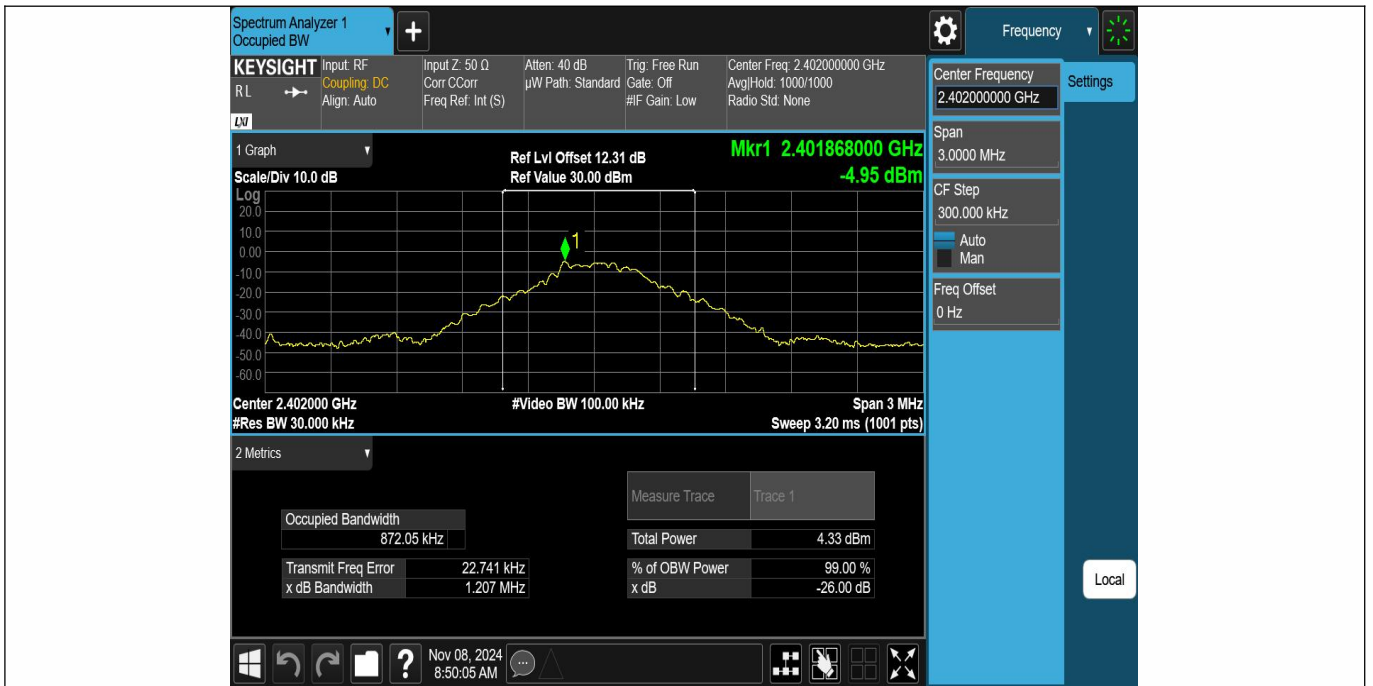 Spectrum Analyzer 1
Occupied BW
+
Frequency
KEYSIGHT
RL
LXI
Input: RF
Coupling: DC
Align: Auto
Input Z: 50 Ω
Corr CCorr
Freq Ref: Int (S)
Atten: 40 dB
µW Path: Standard
Trig: Free Run
Gate: Off
#IF Gain: Low
Center Freq: 2.402000000 GHz
Avg|Hold: 1000/1000
Radio Std: None
Center Frequency
2.402000000 GHz
Settings
Span
3.0000 MHz
CF Step
300.000 kHz
Auto
Man
Freq Offset
0 Hz
Local
1 Graph
Scale/Div 10.0 dB
Ref Lvl Offset 12.31 dB
Ref Value 30.00 dBm
Mkr1 2.401868000 GHz
-4.95 dBm
Log
20.0
10.0
0.00
-10.0
-20.0
-30.0
-40.0
-50.0
-60.0
1
Center 2.402000 GHz
#Video BW 100.00 kHz
Span 3 MHz
#Res BW 30.000 kHz
Sweep 3.20 ms (1001 pts)
2 Metrics
Measure Trace Trace 1
Occupied Bandwidth
872.05 kHz
Total Power 4.33 dBm
Transmit Freq Error 22.741 kHz
% of OBW Power 99.00 %
x dB Bandwidth 1.207 MHz
x dB -26.00 dB
?
Nov 08, 2024
8:50:05 AM